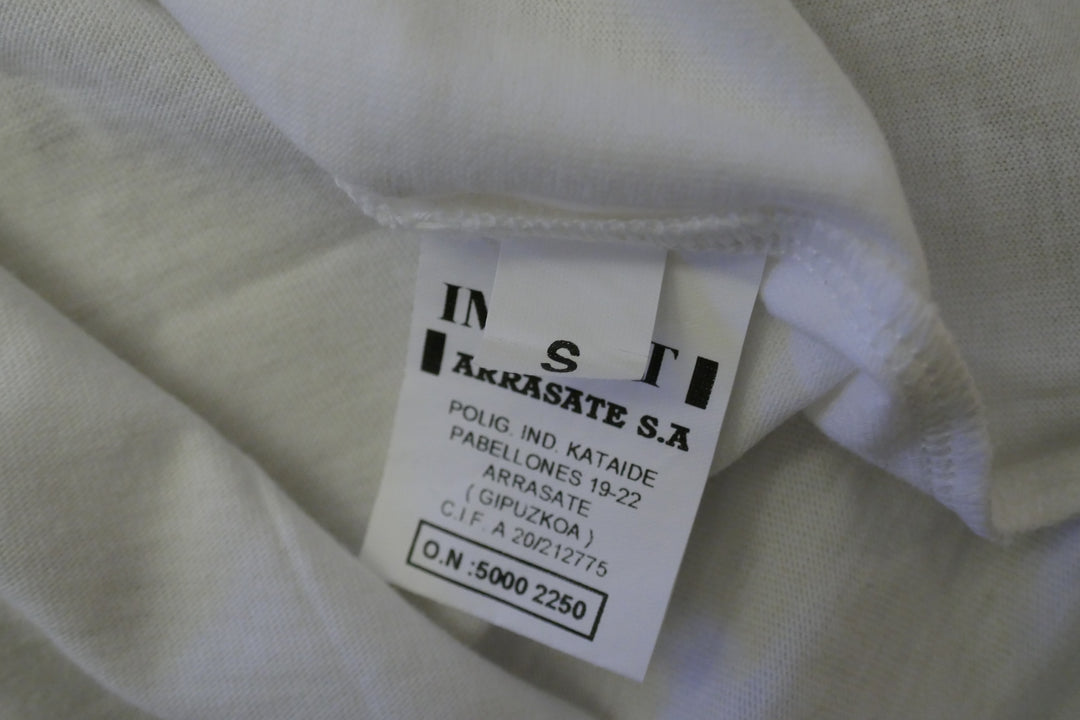 S
ARRASATE S.A
POLIG. IND. KATAIDE
PABELLONES 19-22
ARRASATE
( GIPUZKOA )
C.I.F. A 20/212775
O.N :5000 2250